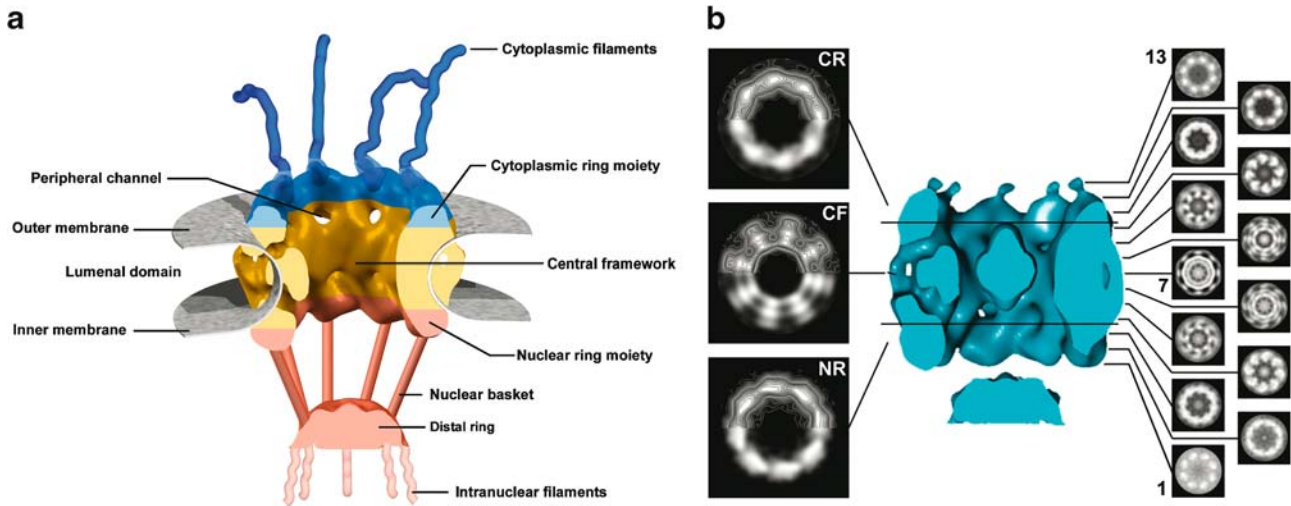 a
Cytoplasmic filaments
Cytoplasmic ring moiety
Peripheral channel
Outer membrane
Lumenal domain
Central framework
Inner membrane
Nuclear ring moiety
Nuclear basket
Distal ring
Intranuclear filaments
b
CR
CF
NR
13
7
1